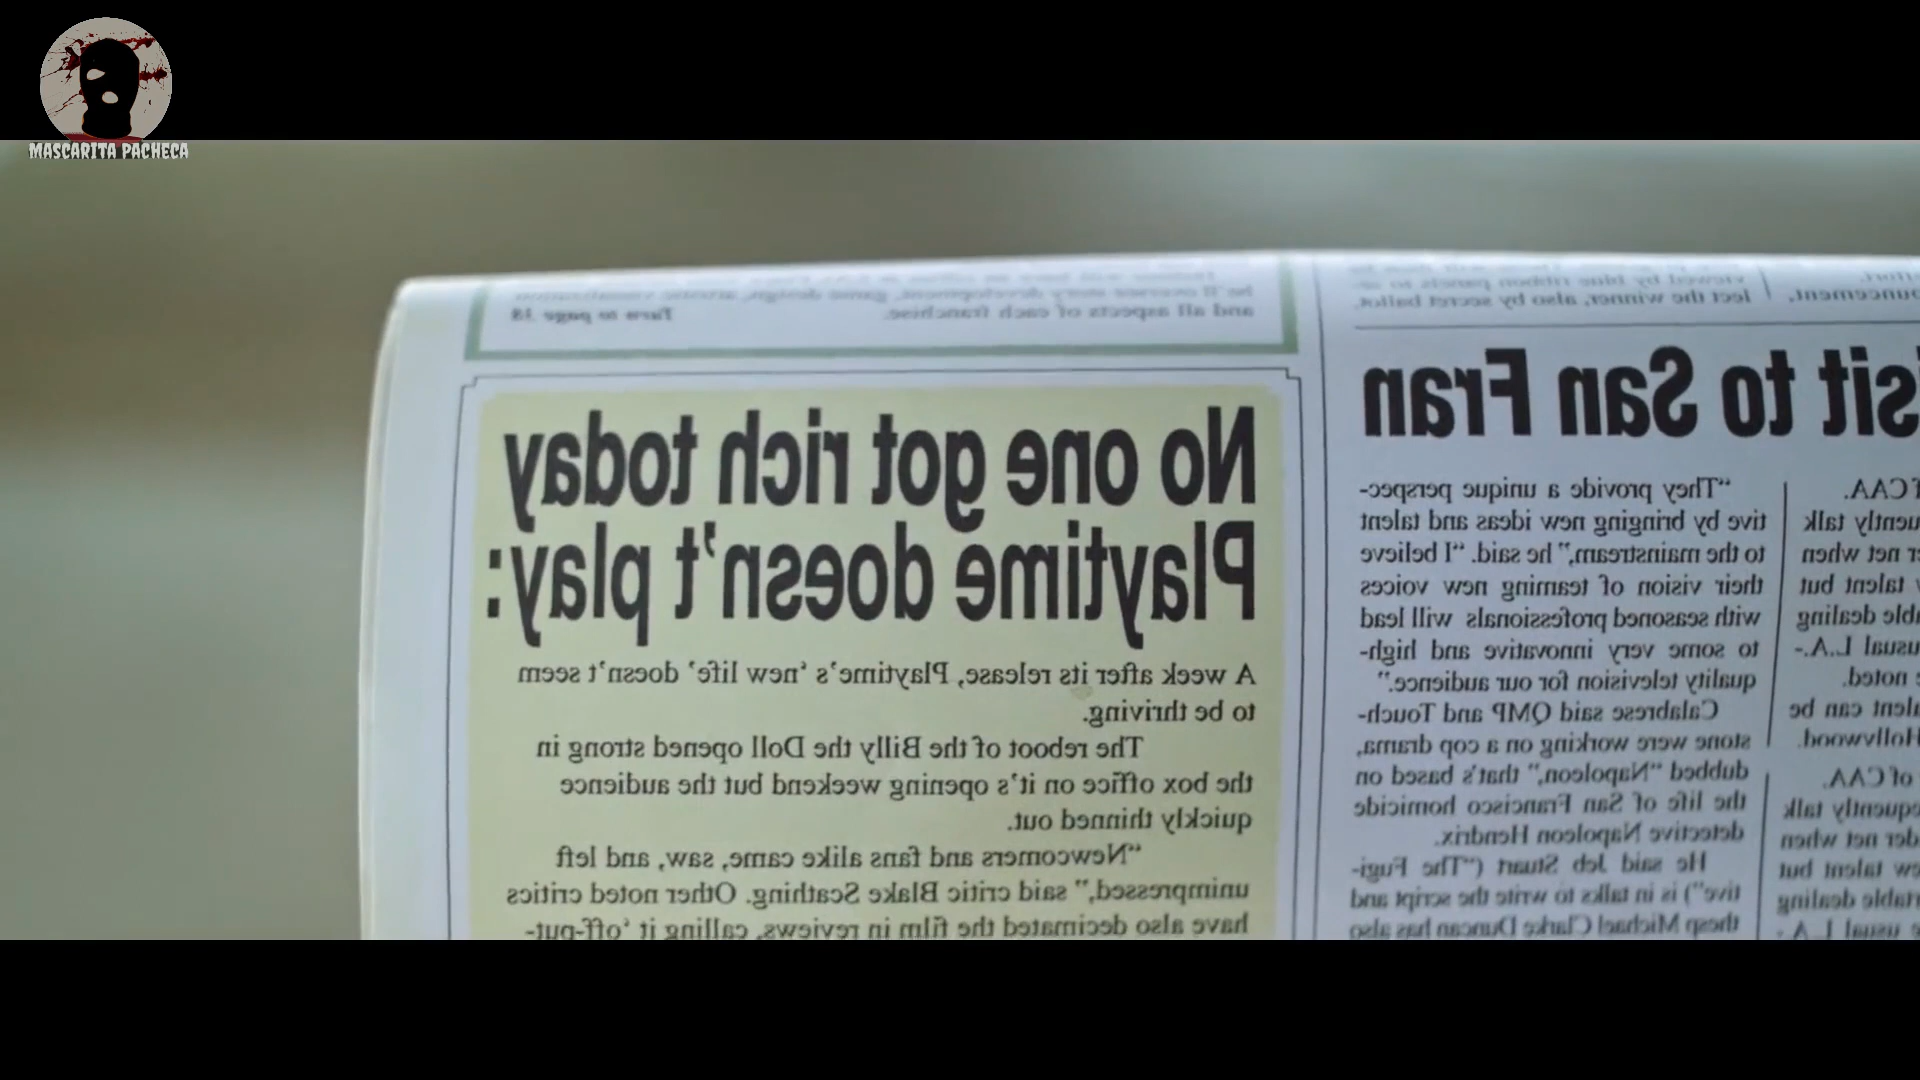 MASCARITA PACHECA
and all aspects of each franchise.
Turn to page 18
No one got rich today
Playtime doesn't play:
A week after its release, Playtime's 'new life' doesn't seem
to be thriving.
The reboot of the Billy the Doll opened strong in
the box office on it's opening weekend but the audience
quickly thinned out.
"Newcomers and fans alike came, saw, and left
unimpressed," said critic Blake Scathing. Other noted critics
have also decimated the film in reviews, calling it 'off-put-
viewed by blue ribbon panels to se-
lect the winner, also by secret ballot.
sit to San Fran
"They provide a unique perspec-
tive by bringing new ideas and talent
to the mainstream," he said. "I believe
their vision of teaming new voices
with seasoned professionals will lead
to some very innovative and high-
quality television for our audience."
Calabrese said QMP and Touch-
stone were working on a cop drama,
dubbed "Napoleon," that's based on
the life of San Francisco homicide
detective Napoleon Hendrix.
He said Jeb Stuart ("The Fugi-
tive") is in talks to write the script and
thesp Michael Clarke Duncan has also
CAA.
talk
net when
talent but
dealing
usual L.A.-
noted.
can be
Hollywood.
of CAA.
talk
net when
talent but
dealing
usual L.A.-